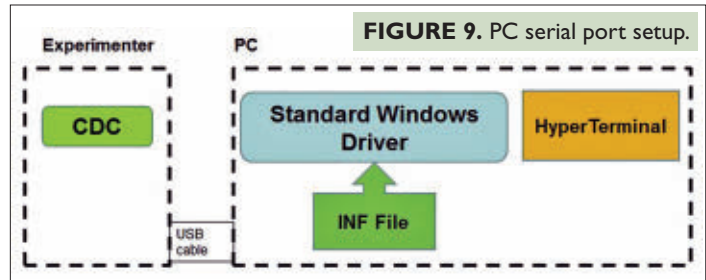 FIGURE 9. PC serial port setup.
Experimenter
PC
CDC
Standard Windows
Driver
HyperTerminal
INF File
USB
cable